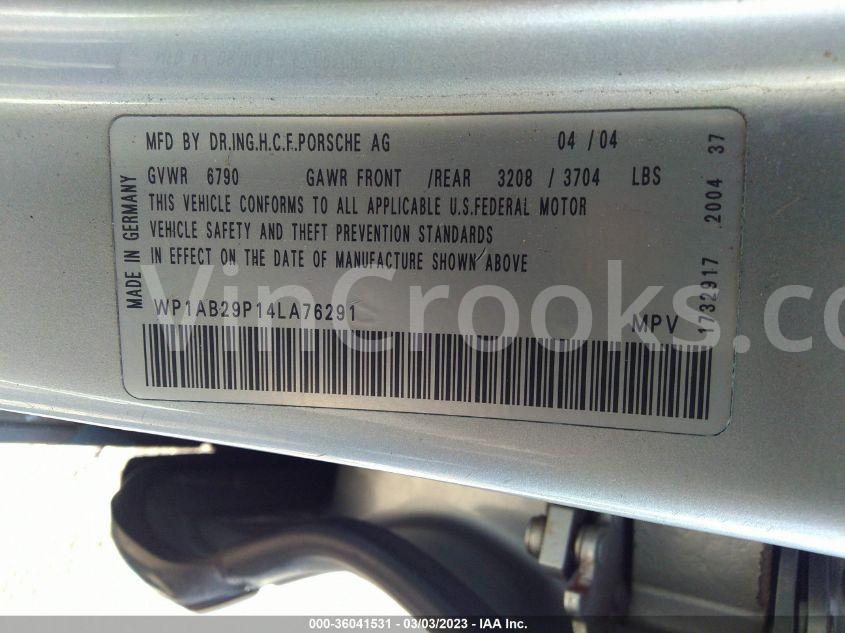 MFD BY DR.ING.H.C.F.PORSCHE AG 04 /04
GVWR 6790 GAWR FRONT /REAR 3208 / 3704 LBS
THIS VEHICLE CONFORMS TO ALL APPLICABLE U.S.FEDERAL MOTOR
VEHICLE SAFETY AND THEFT PREVENTION STANDARDS
IN EFFECT ON THE DATE OF MANUFACTURE SHOWN ABOVE
WP1AB29P14LA76291 MPV
MADE IN GERMANY
1732917 2004 37
VinCrooks.com
000-36041531 - 03/03/2023 - IAA Inc.